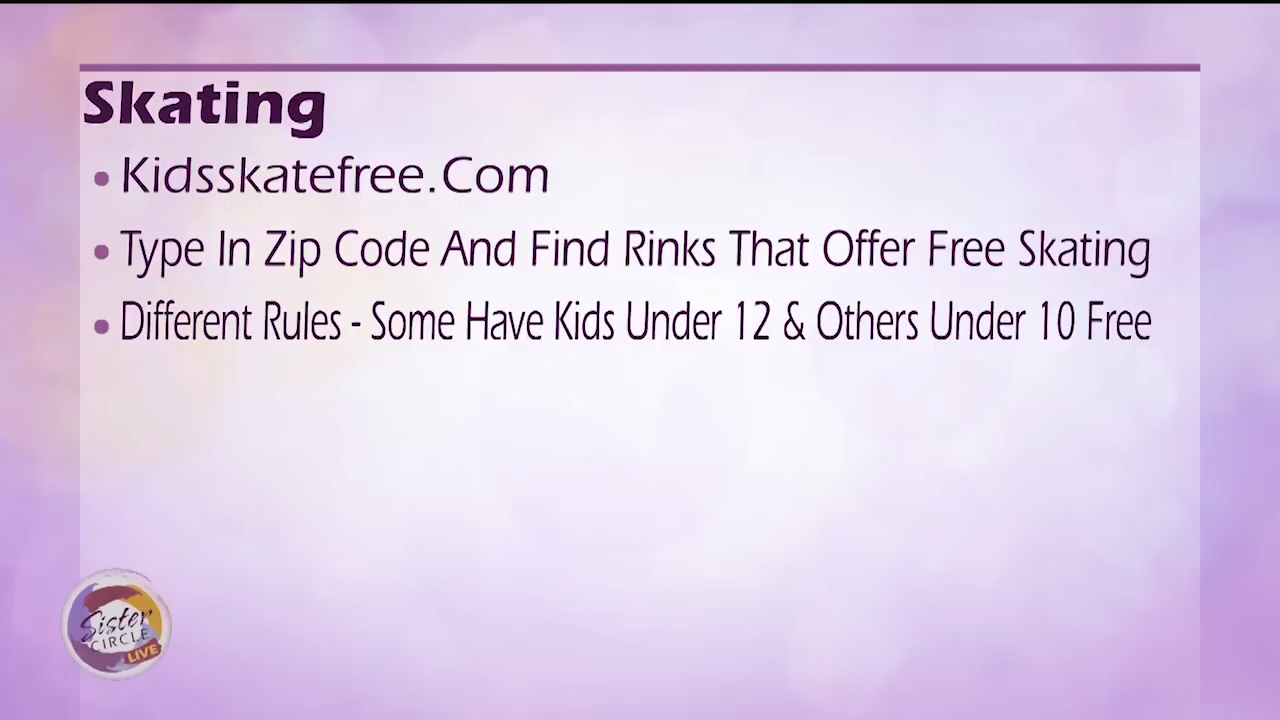 Skating
• Kidsskatefree.Com
• Type In Zip Code And Find Rinks That Offer Free Skating
• Different Rules - Some Have Kids Under 12 & Others Under 10 Free
Sister
CIRCLE
LIVE